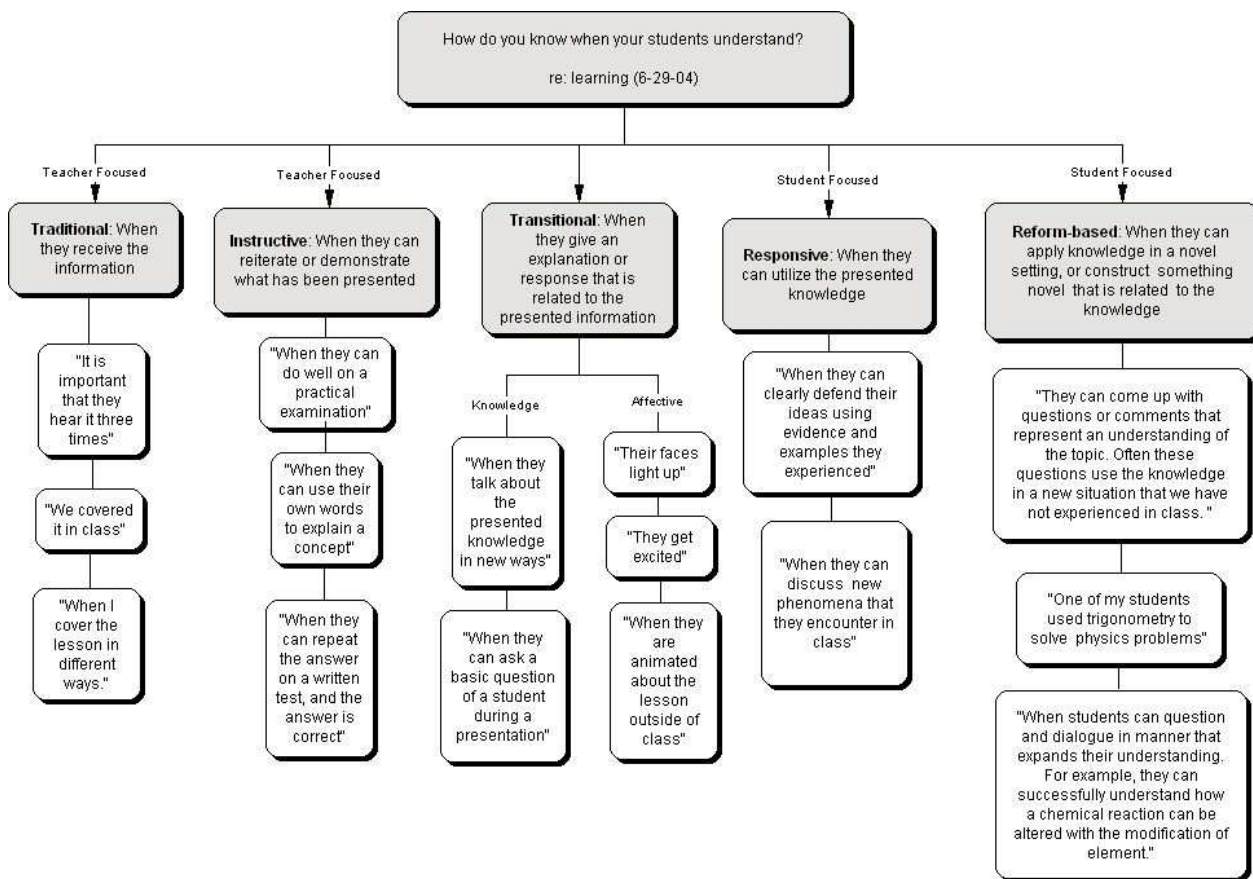 How do you know when your students understand?
re: learning (6-29-04)
Teacher Focused
Traditional: When
they receive the
information
"It is
important
that they
hear it three
times"
"We covered
it in class"
"When I
cover the
lesson in
different
ways."
Teacher Focused
Instructive: When they can
reiterate or demonstrate
what has been presented
"When they can
do well on a
practical
examination"
"When they
can use their
own words
to explain a
concept"
"When they
can repeat
the answer
on a written
test, and the
answer is
correct"
Transitional: When
they give an
explanation or
response that is
related to the
presented information
Knowledge
"When they
talk about
the
presented
knowledge
in new ways"
"When they
can ask a
basic question
of a student
during a
presentation"
Affective
"Their faces
light up"
"They get
excited"
"When they
are
animated
about the
lesson
outside of
class"
Student Focused
Responsive: When they
can utilize the presented
knowledge
"When they can
clearly defend their
ideas using
evidence and
examples they
experienced"
"When they can
discuss new
phenomena that
they encounter in
class"
Student Focused
Reform-based: When they can
apply knowledge in a novel
setting, or construct something
novel that is related to the
knowledge
"They can come up with
questions or comments that
represent an understanding of
the topic. Often these
questions use the knowledge
in a new situation that we have
not experienced in class. "
"One of my students
used trigonometry to
solve physics problems"
"When students can question
and dialogue in manner that
expands their understanding.
For example, they can
successfully understand how
a chemical reaction can be
altered with the modification of
element."